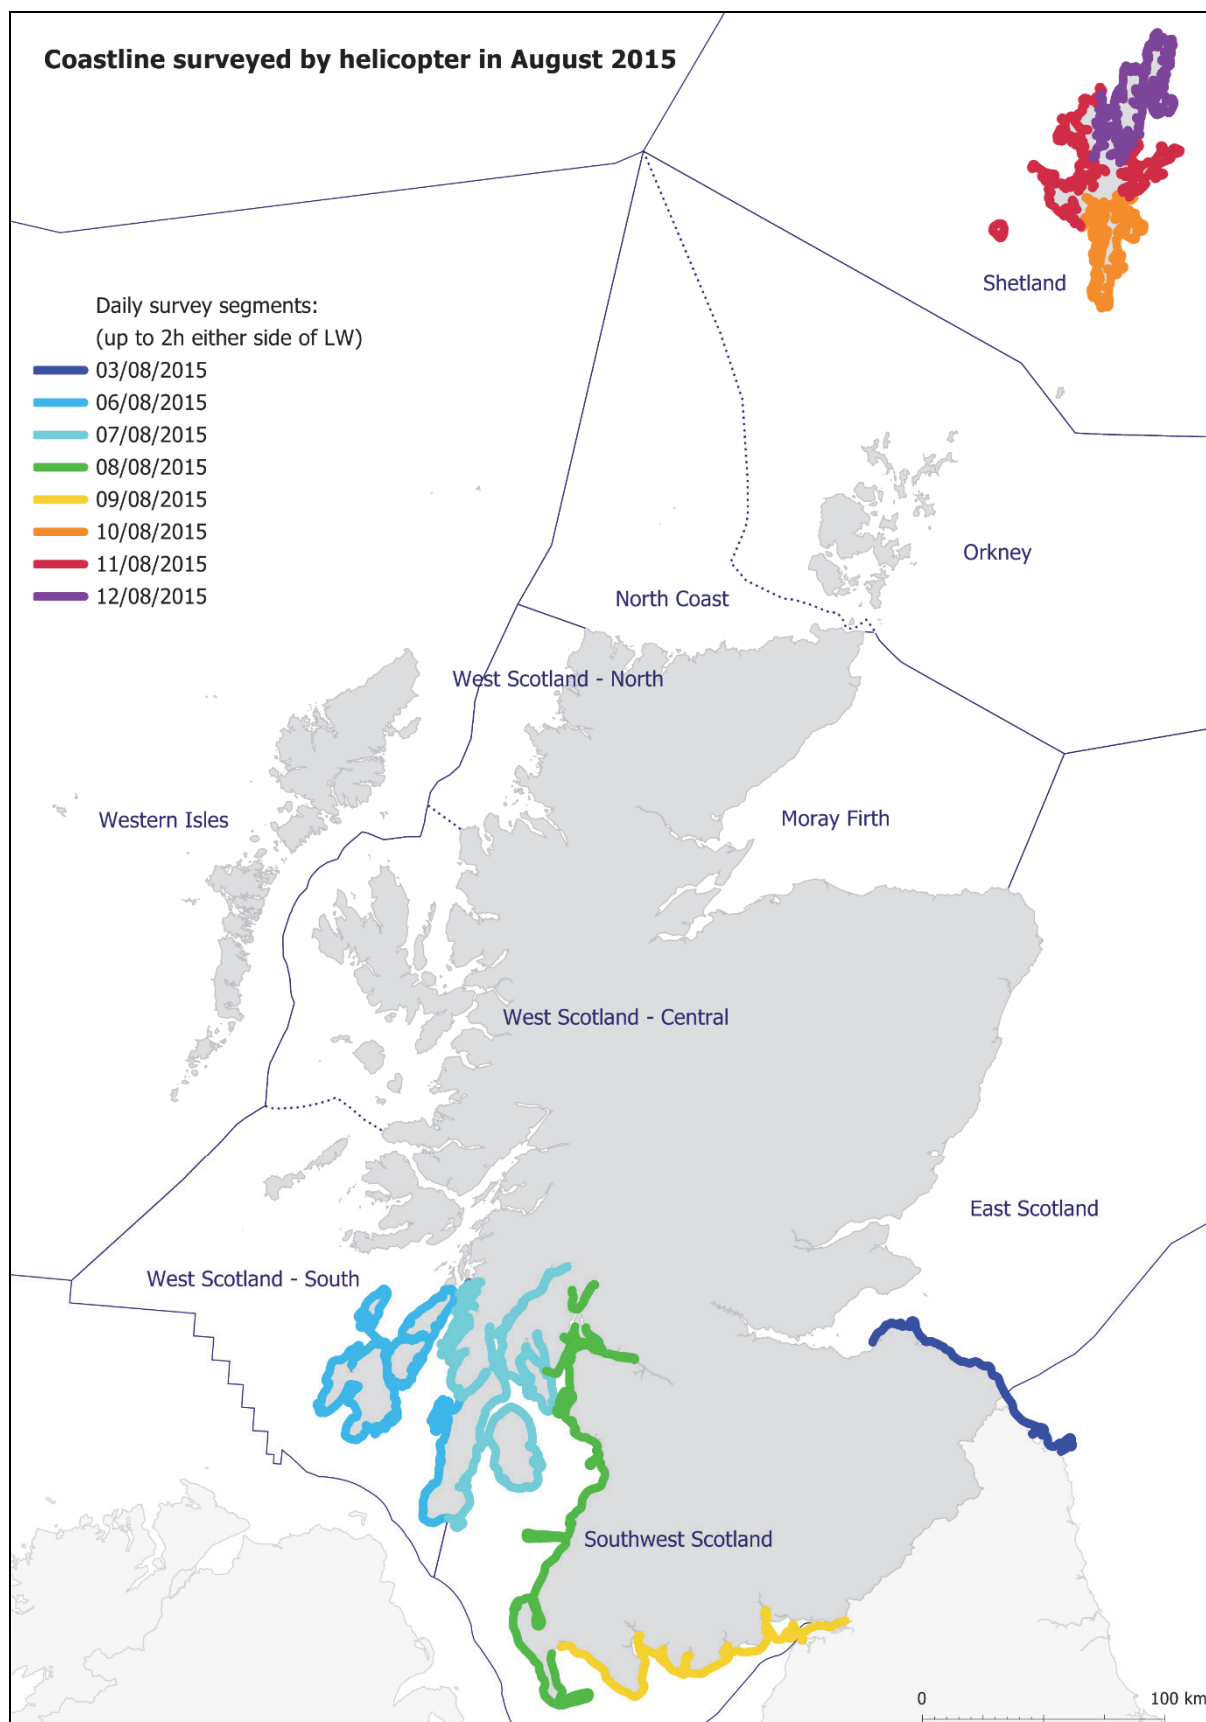 Coastline surveyed by helicopter in August 2015
Shetland
Daily survey segments:
(up to 2h either side of LW)
03/08/2015
06/08/2015
07/08/2015
08/08/2015
09/08/2015
10/08/2015
11/08/2015
12/08/2015
Orkney
North Coast
West Scotland - North
Western Isles
Moray Firth
West Scotland - Central
East Scotland
West Scotland - South
Southwest Scotland
0 100 km